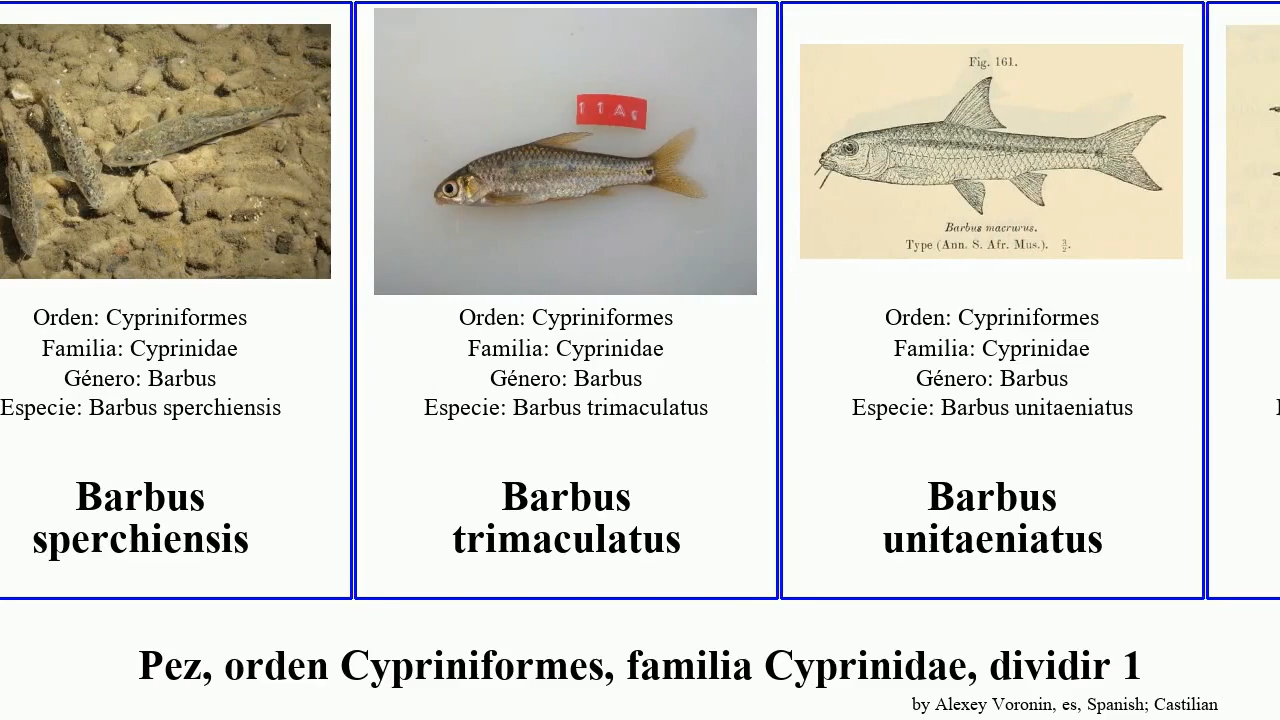 1 1 A
Fig. 161.
Barbus macrurus.
Type (Ann. S. Afr. Mus.).
Orden: Cypriniformes
Familia: Cyprinidae
Género: Barbus
Especie: Barbus sperchiensis
Barbus
sperchiensis
Orden: Cypriniformes
Familia: Cyprinidae
Género: Barbus
Especie: Barbus trimaculatus
Barbus
trimaculatus
Orden: Cypriniformes
Familia: Cyprinidae
Género: Barbus
Especie: Barbus unitaeniatus
Barbus
unitaeniatus
Pez, orden Cypriniformes, familia Cyprinidae, dividir 1
by Alexey Voronin, es, Spanish; Castilian